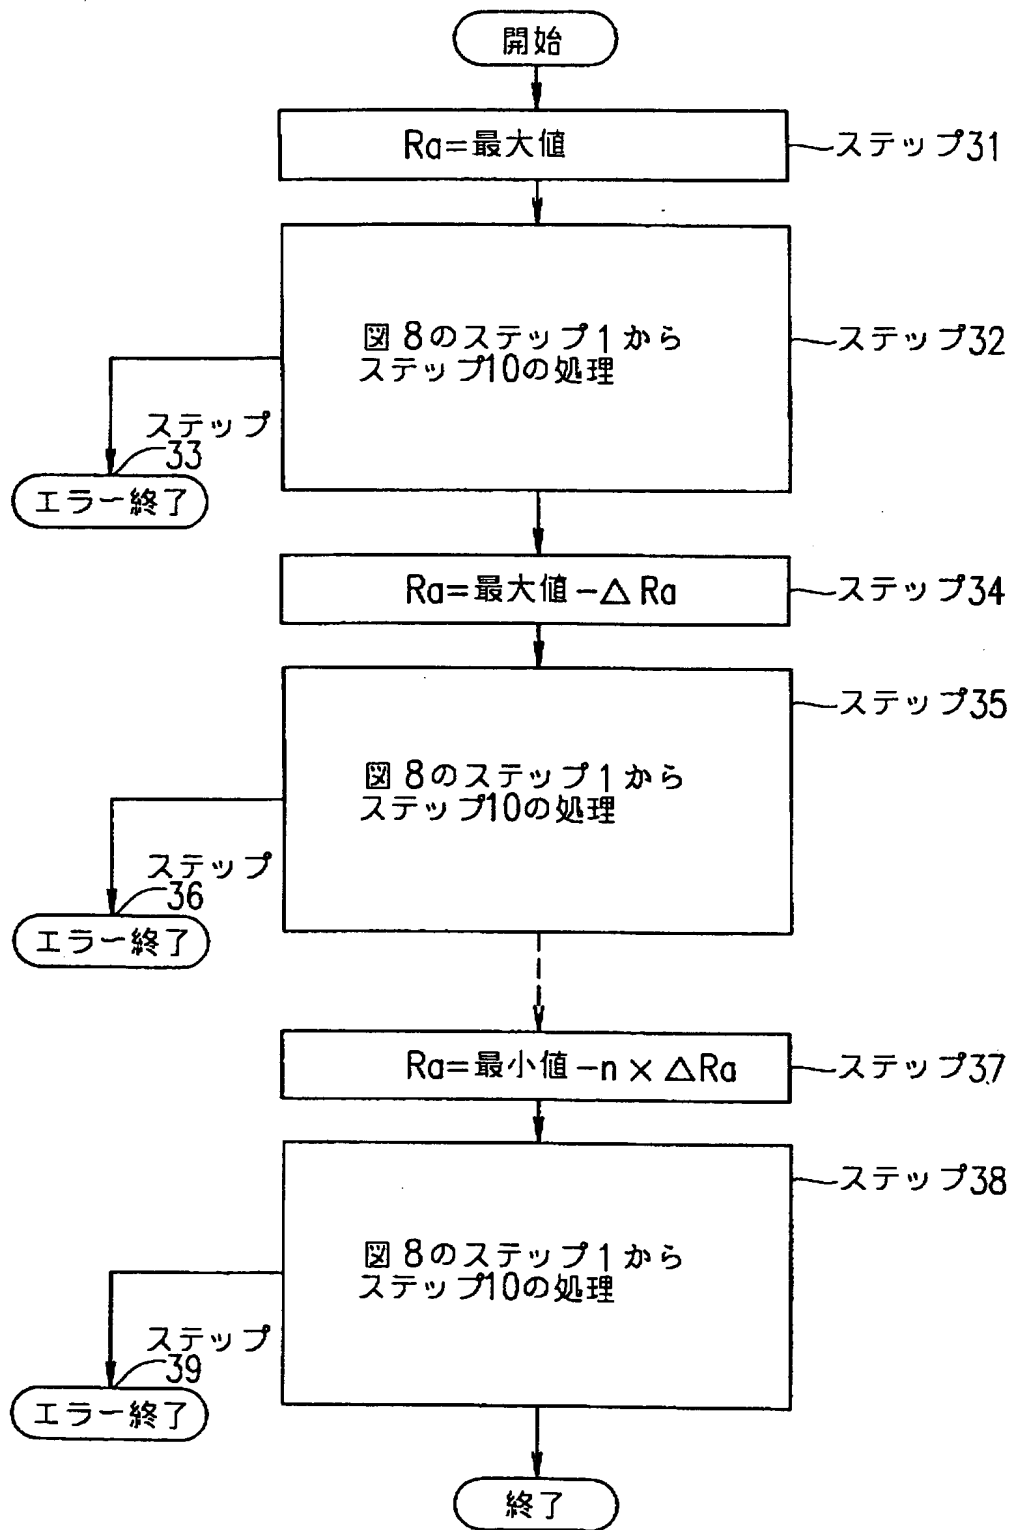 開始
Ra=最大値
ステップ31
図8のステップ1から
ステップ10の処理
ステップ32
ステップ
33
エラー終了
Ra=最大値-△Ra
ステップ34
図8のステップ1から
ステップ10の処理
ステップ35
ステップ
36
エラー終了
Ra=最小値-n×△Ra
ステップ37
図8のステップ1から
ステップ10の処理
ステップ38
ステップ
39
エラー終了
終了